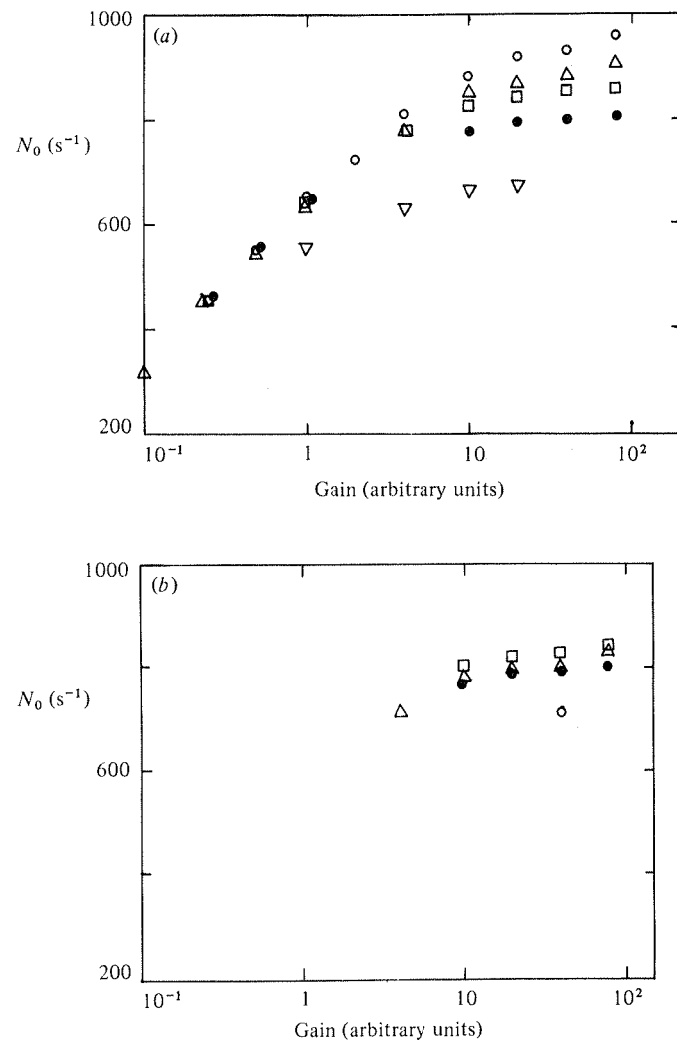 1000
(a)
N₀ (s⁻¹)
600
200
10⁻¹ 1 10 10²
Gain (arbitrary units)
1000
(b)
N₀ (s⁻¹)
600
200
10⁻¹ 1 10 10²
Gain (arbitrary units)